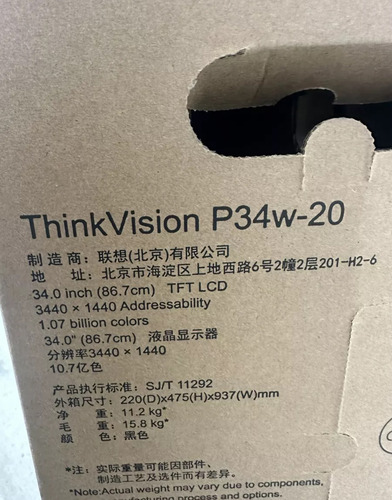 ThinkVision P34w-20
制造商：联想(北京)有限公司
地 址：北京市海淀区上地西路6号2幢2层201-H2-6
34.0 inch (86.7cm) TFT LCD
3440 × 1440 Addressability
1.07 billion colors
34.0" (86.7cm) 液晶显示器
分辨率3440 × 1440
10.7亿色
产品执行标准：SJ/T 11292
外箱尺寸：220(D)x475(H)x937(W)mm
净 重：11.2 kg*
毛 重：15.8 kg*
颜 色：黑色
*注：实际重量可能因部件、
制造工艺及选件而有差异。
*Note:Actual weight may vary due to components,
manufacturing process and options.